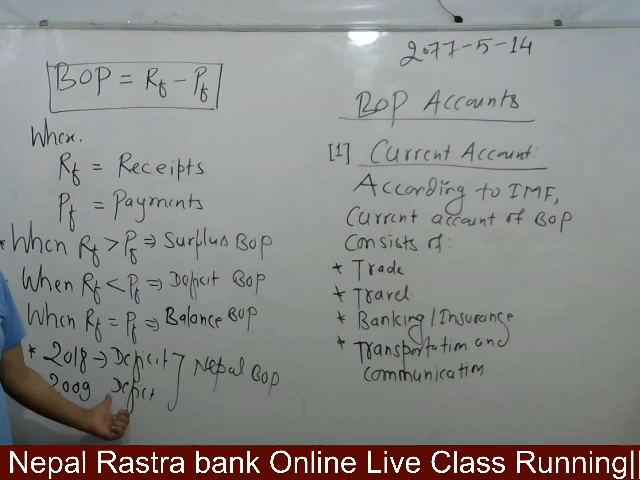 2077-5-14
BOP = Rf - Pf
When.
Rf = Receipts
Pf = Payments
* When Rf > Pf => Surplus BOP
When Rf < Pf => Deficit BOP
When Rf = Pf => Balance BOP
* 2018 -> Deficit } Nepal BOP
2009 Deficit
BOP Accounts
[1] Current Account:
According to IMF,
Current account of BOP
Consists of:
* Trade
* Travel
* Banking/Insurance
* Transportation and
Communication
Nepal Rastra bank Online Live Class Running||